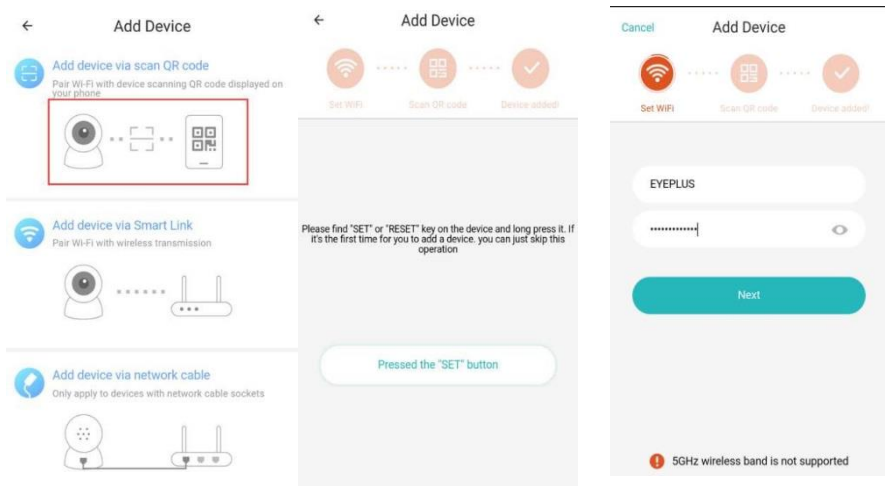 Add Device
Add device via scan QR code
Pair Wi-Fi with device scanning QR code displayed on
your phone
Add device via Smart Link
Pair Wi-Fi with wireless transmission
Add device via network cable
Only apply to devices with network cable sockets
Add Device
Set WiFi
Scan QR code
Device added!
Please find "SET" or "RESET" key on the device and long press it. If
it's the first time for you to add a device. you can just skip this
operation
Pressed the "SET" button
Cancel
Add Device
Set WiFi
Scan QR code
Device added!
EYEPLUS
Next
5GHz wireless band is not supported